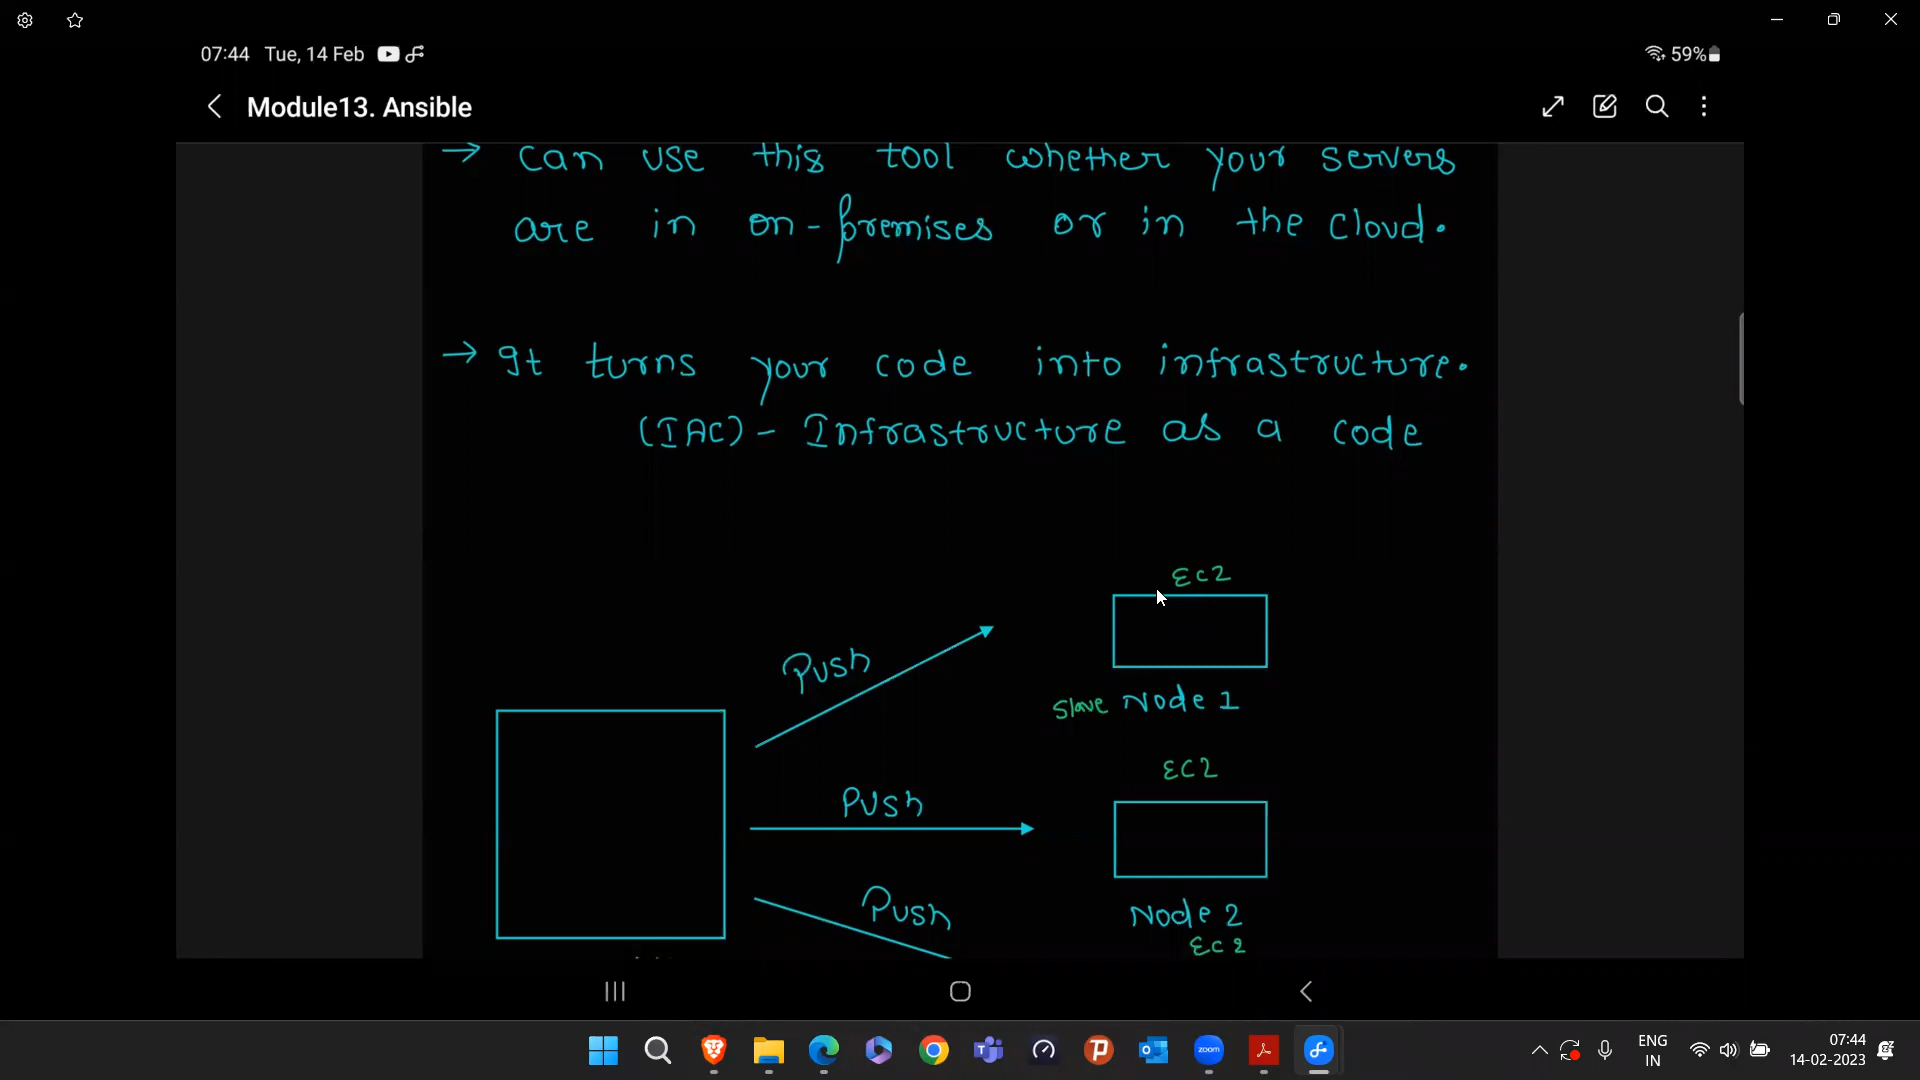 07:44 Tue, 14 Feb
59%
Module13. Ansible
→ Can use this tool whether your servers
are in on-premises or in the cloud.
→ It turns your code into infrastructure.
(IAC) - Infrastructure as a code
EC2
Push
Slave Node 1
EC2
Push
Push
Node 2
EC2
zoom
ENG
IN
07:44
14-02-2023